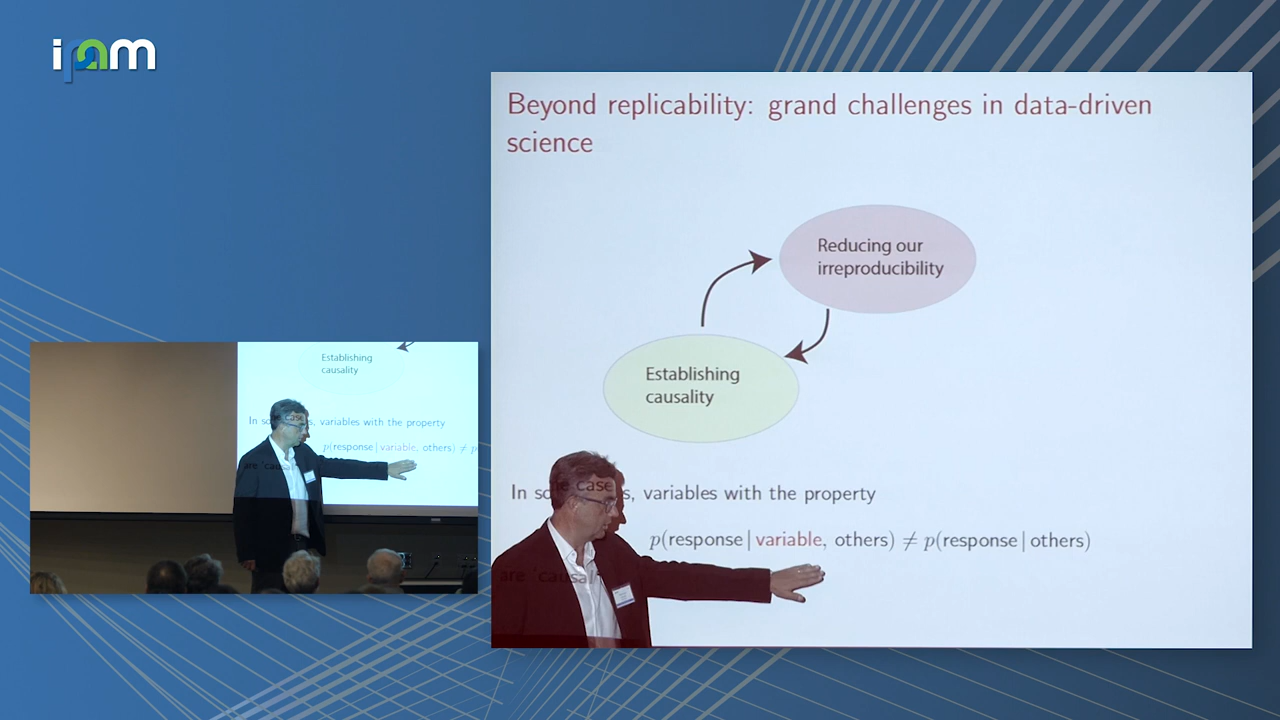 ipam
Beyond replicability: grand challenges in data-driven
science
Reducing our
irreproducibility
Establishing
causality
In some cases, variables with the property
p(response | variable, others) ≠ p(response | others)
are 'causal'
Establishing
causality
In so s, variables with the property
p(response | variable, others) ≠ p
are 'causal